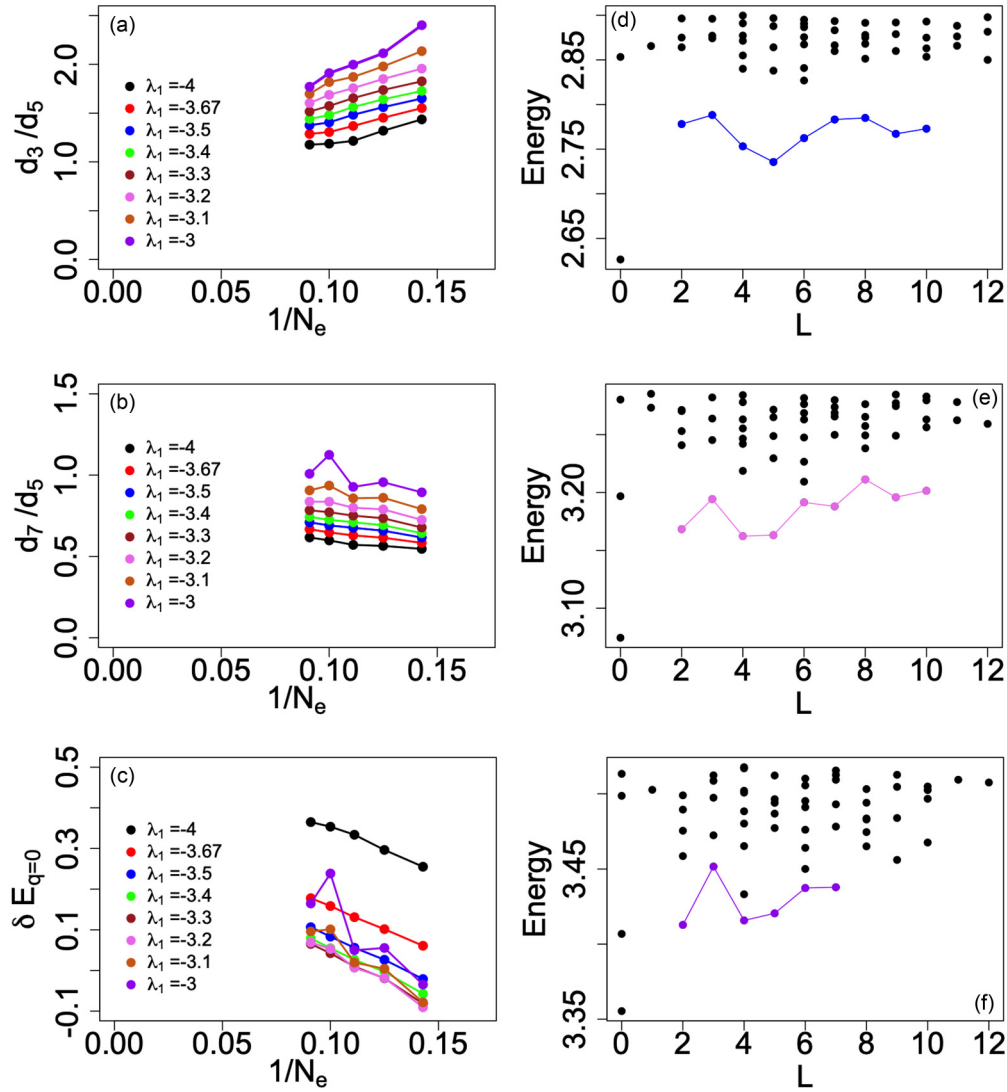 (a)
d3/d5
2.0
1.0
0.0
λ1 =-4
λ1 =-3.67
λ1 =-3.5
λ1 =-3.4
λ1 =-3.3
λ1 =-3.2
λ1 =-3.1
λ1 =-3
0.00 0.05 0.10 0.15
1/Ne
(d)
Energy
2.85
2.75
2.65
0 2 4 6 8 10 12
L
(b)
d7/d5
1.5
1.0
0.5
0.0
λ1 =-4
λ1 =-3.67
λ1 =-3.5
λ1 =-3.4
λ1 =-3.3
λ1 =-3.2
λ1 =-3.1
λ1 =-3
0.00 0.05 0.10 0.15
1/Ne
(e)
Energy
3.20
3.10
0 2 4 6 8 10 12
L
(c)
δ Eq=0
0.5
0.3
0.1
-0.1
λ1 =-4
λ1 =-3.67
λ1 =-3.5
λ1 =-3.4
λ1 =-3.3
λ1 =-3.2
λ1 =-3.1
λ1 =-3
0.00 0.05 0.10 0.15
1/Ne
Energy
3.45
3.35
(f)
0 2 4 6 8 10 12
L